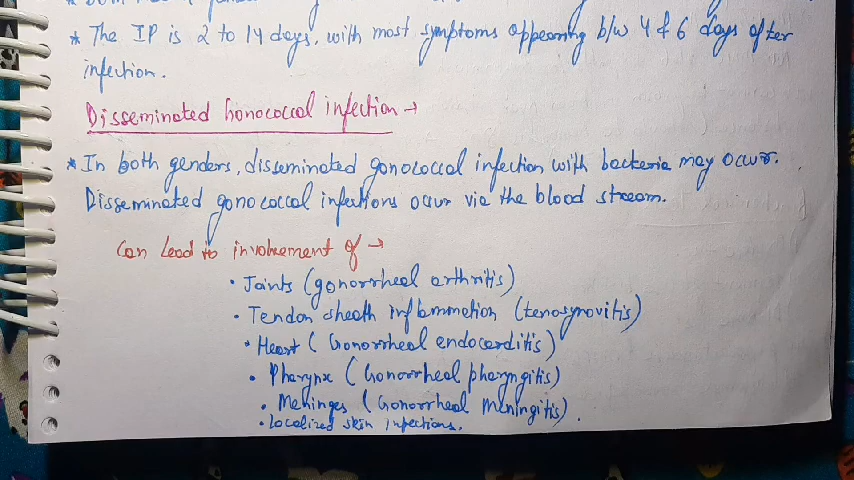 * The IP is 2 to 14 days, with most symptoms appearing b/w 4 & 6 days after
infection.
Disseminated Gonococcal infection →
* In both genders, disseminated gonococcal infection with bacteria may occur.
Disseminated gonococcal infections occur via the blood stream.
Can Lead to involvement of →
• Joints (gonorrheal arthritis)
• Tendon sheath inflammation (tenosynovitis)
• Heart (Gonorrheal endocarditis)
• Pharynx (Gonorrheal pharyngitis)
• Meninges (Gonorrheal Meningitis).
• Localized skin infections.